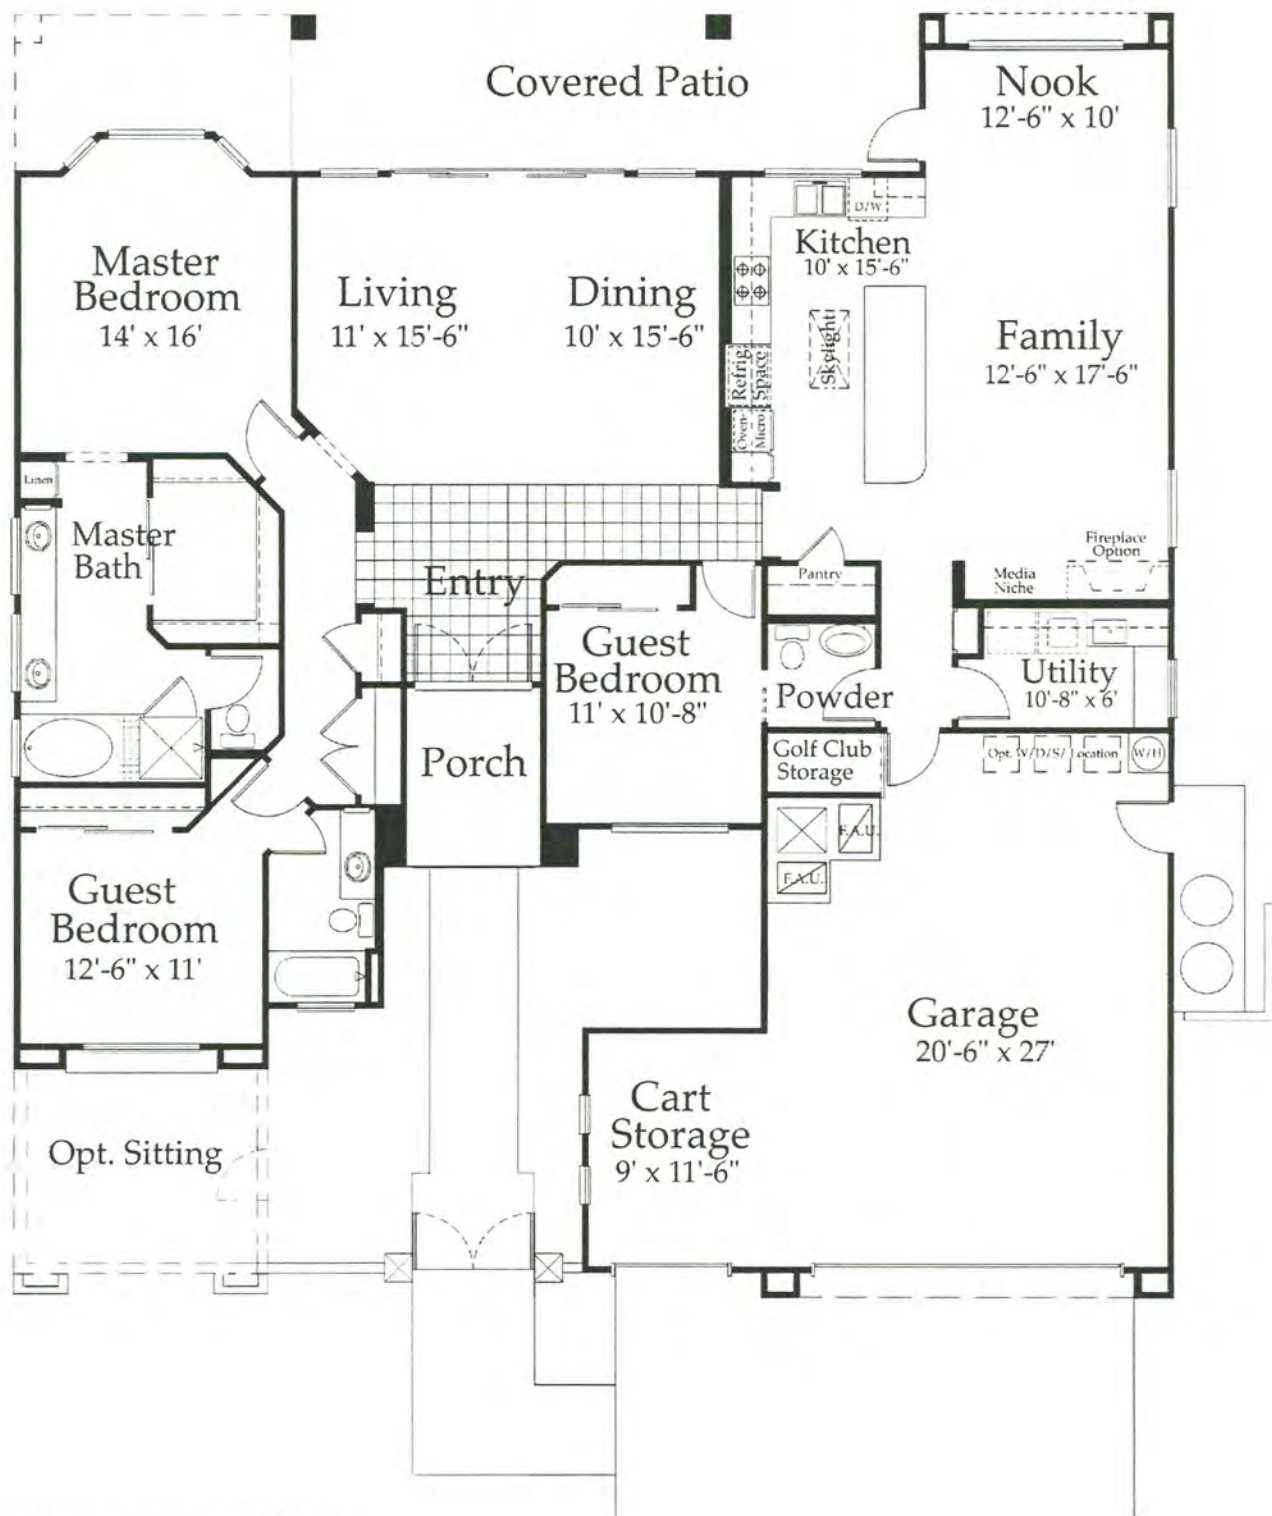 Covered Patio
Nook
12'-6" x 10'
D/W
Kitchen
10' x 15'-6"
Master
Bedroom
14' x 16'
Living
11' x 15'-6"
Dining
10' x 15'-6"
Skylight
Refrig
Space
Oven-
Micro
Family
12'-6" x 17'-6"
Linen
Master
Bath
Entry
Pantry
Fireplace
Option
Media
Niche
Guest
Bedroom
11' x 10'-8"
Powder
Utility
10'-8" x 6'
Porch
Golf Club
Storage
Opt. W/D/S/ Location
W/H
F.A.U.
F.A.U.
Guest
Bedroom
12'-6" x 11'
Garage
20'-6" x 27'
Cart
Storage
9' x 11'-6"
Opt. Sitting